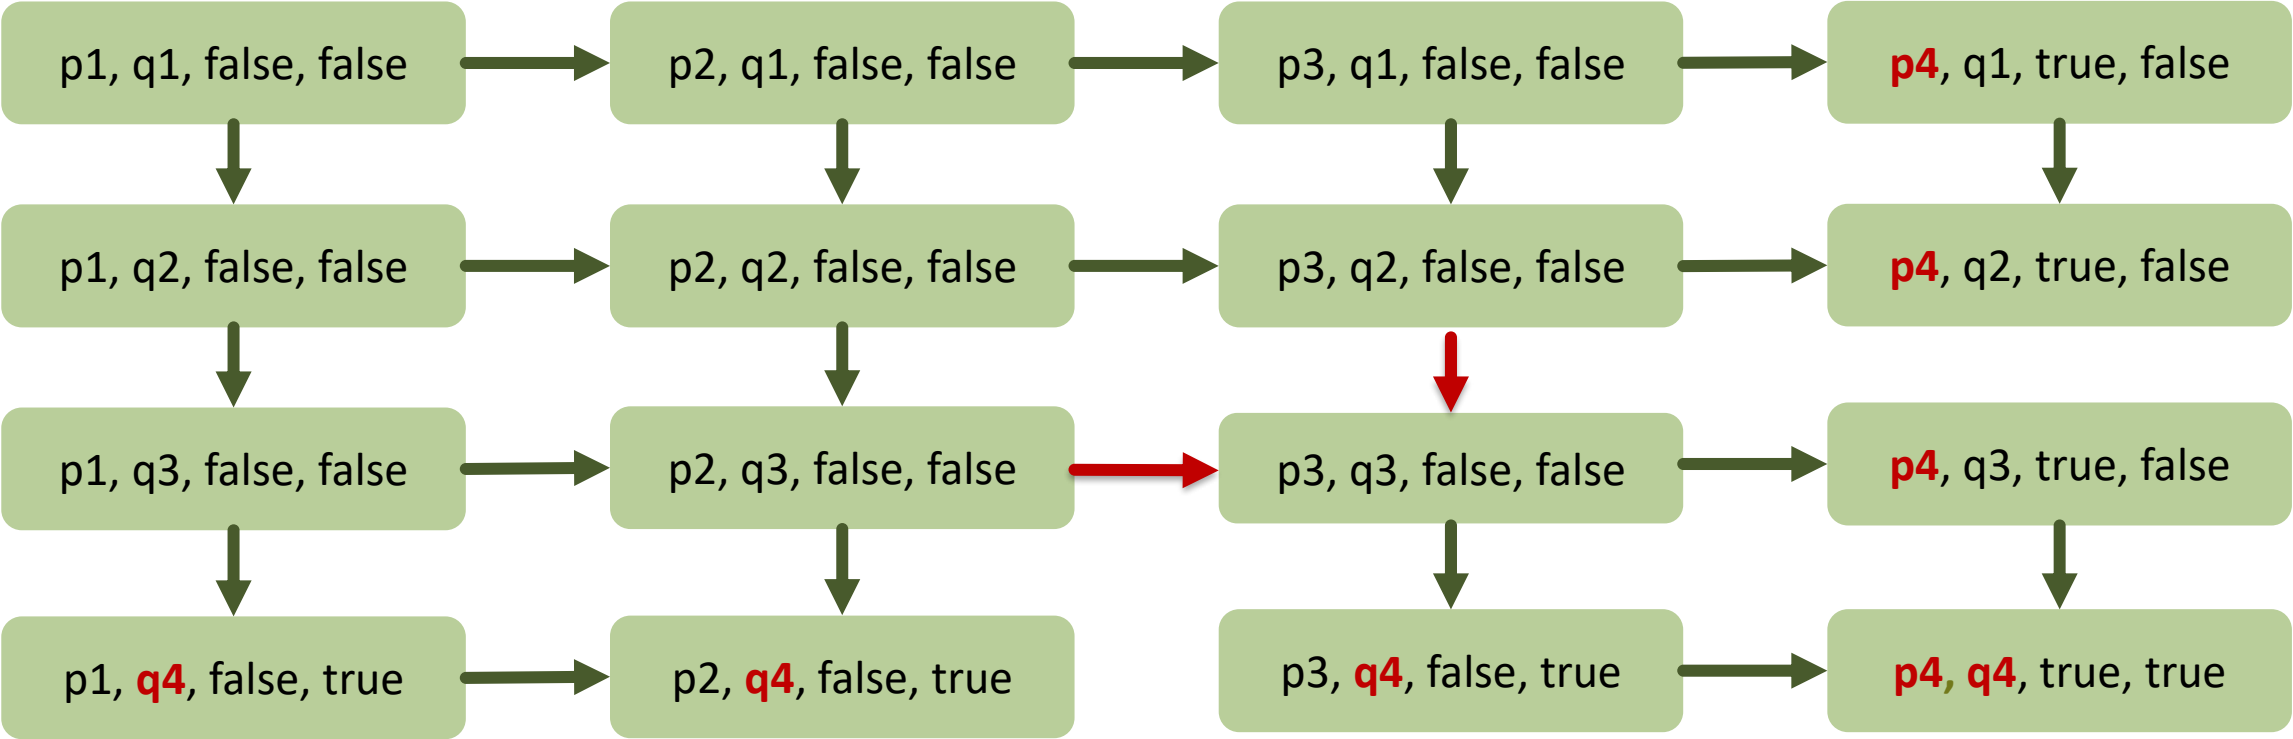 p1, q1, false, false
p2, q1, false, false
p3, q1, false, false
p4, q1, true, false
p1, q2, false, false
p2, q2, false, false
p3, q2, false, false
p4, q2, true, false
p1, q3, false, false
p2, q3, false, false
p3, q3, false, false
p4, q3, true, false
p1, q4, false, true
p2, q4, false, true
p3, q4, false, true
p4, q4, true, true